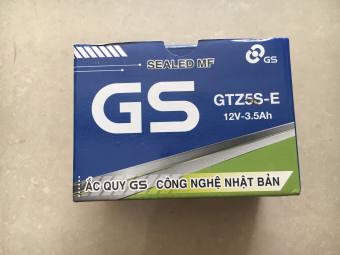 SEALED MF
GS
GS
GTZ5S-E
12V-3.5Ah
ẮC QUY GS CÔNG NGHỆ NHẬT BẢN